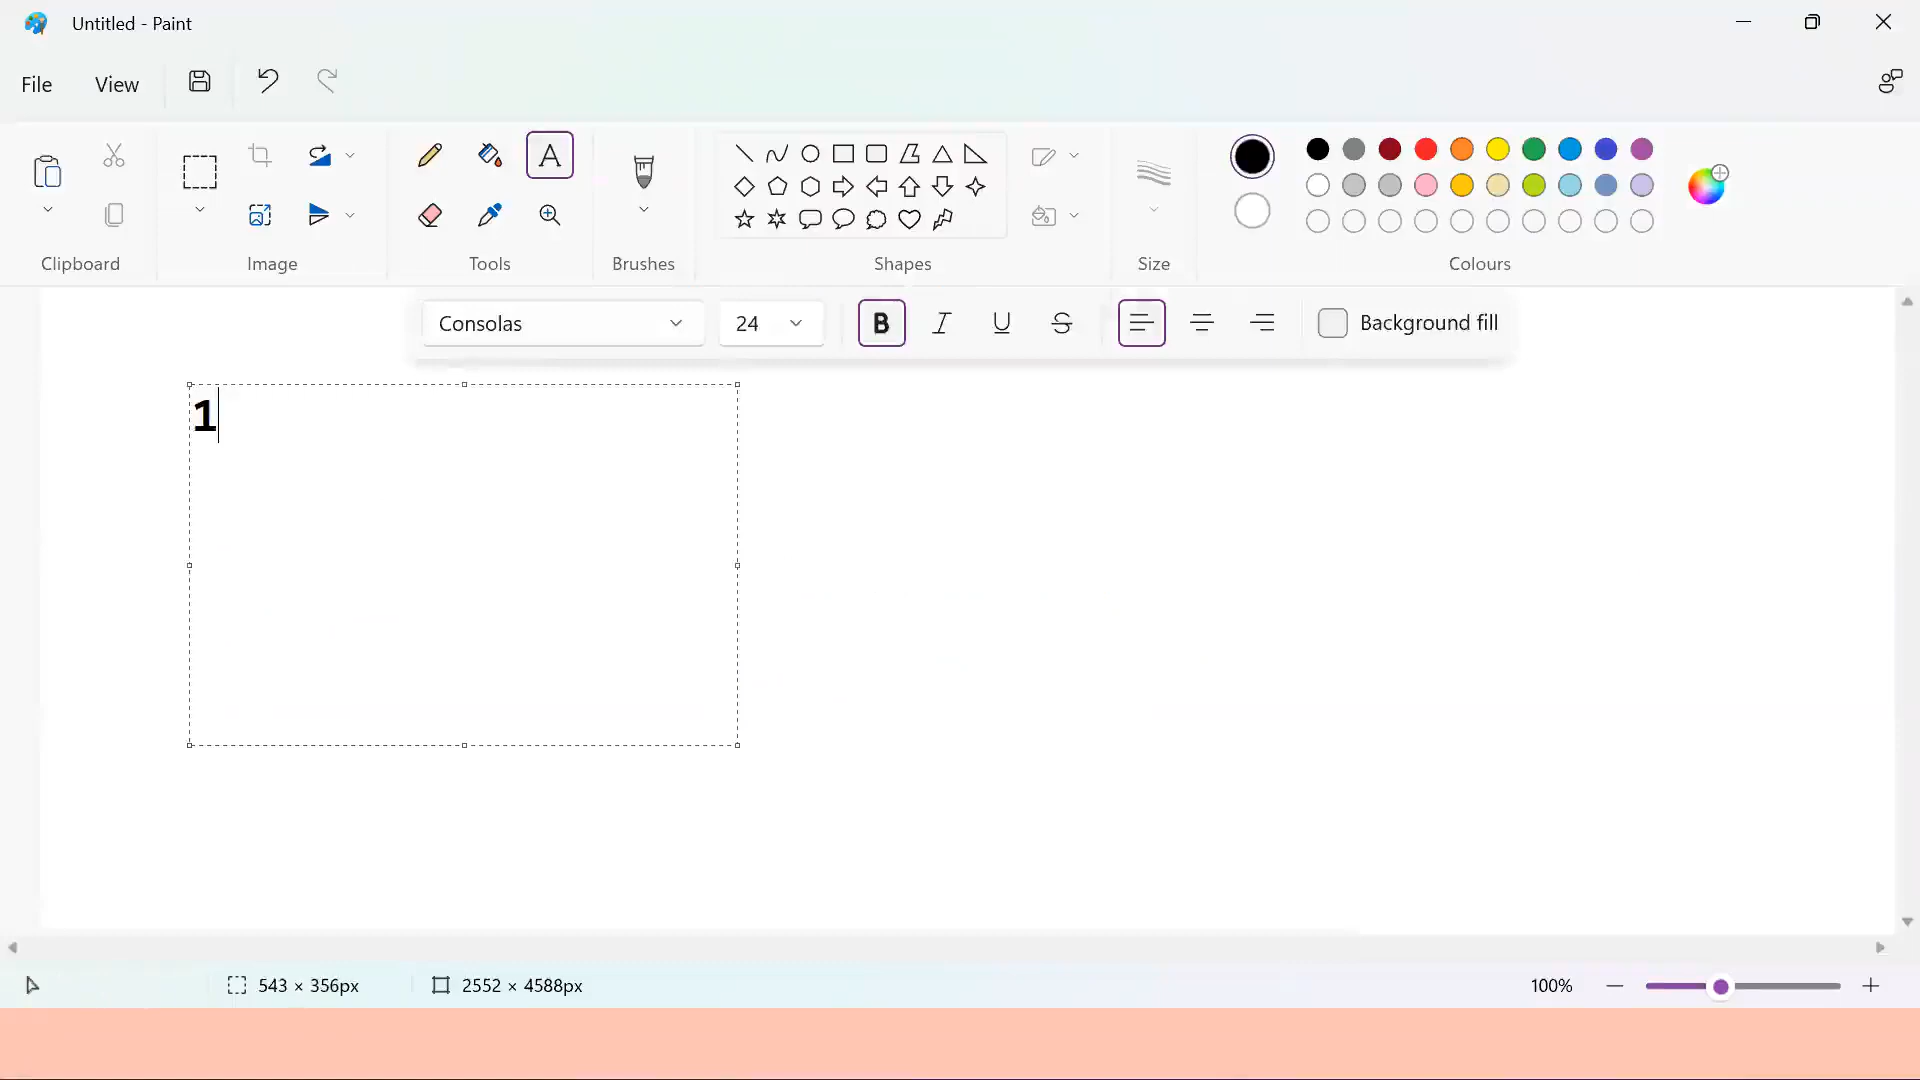 Untitled - Paint
File View
Clipboard Image Tools Brushes Shapes Size Colours
Consolas 24 B I U S Background fill
1
543 × 356px 2552 × 4588px 100%